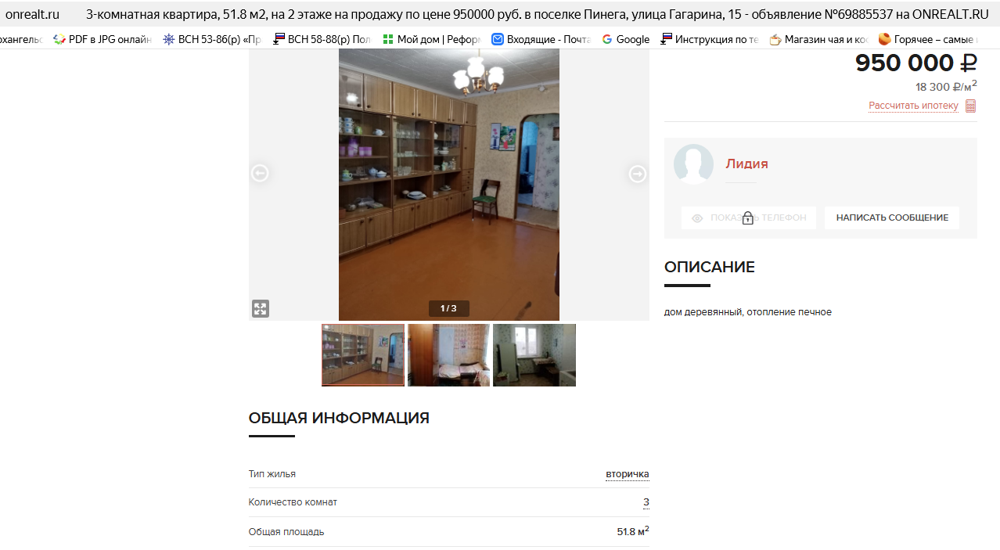 onrealt.ru 3-комнатная квартира, 51.8 м2, на 2 этаже на продажу по цене 950000 руб. в поселке Пинега, улица Гагарина, 15 - объявление №69885537 на ONREALT.RU
PDF в JPG онлайн ВСН 53-86(р) «Пр ВСН 58-88(р) Пол Мой дом | Рефор Входящие - Почта Google Инструкция по те Магазин чая и ко Горячее – самые
950 000 ₽
18 300 ₽/м²
Рассчитать ипотеку
Лидия
ПОКАЗАТЬ ТЕЛЕФОН НАПИСАТЬ СООБЩЕНИЕ
ОПИСАНИЕ
дом деревянный, отопление печное
1 / 3
ОБЩАЯ ИНФОРМАЦИЯ
Тип жилья вторичка
Количество комнат 3
Общая площадь 51.8 м²